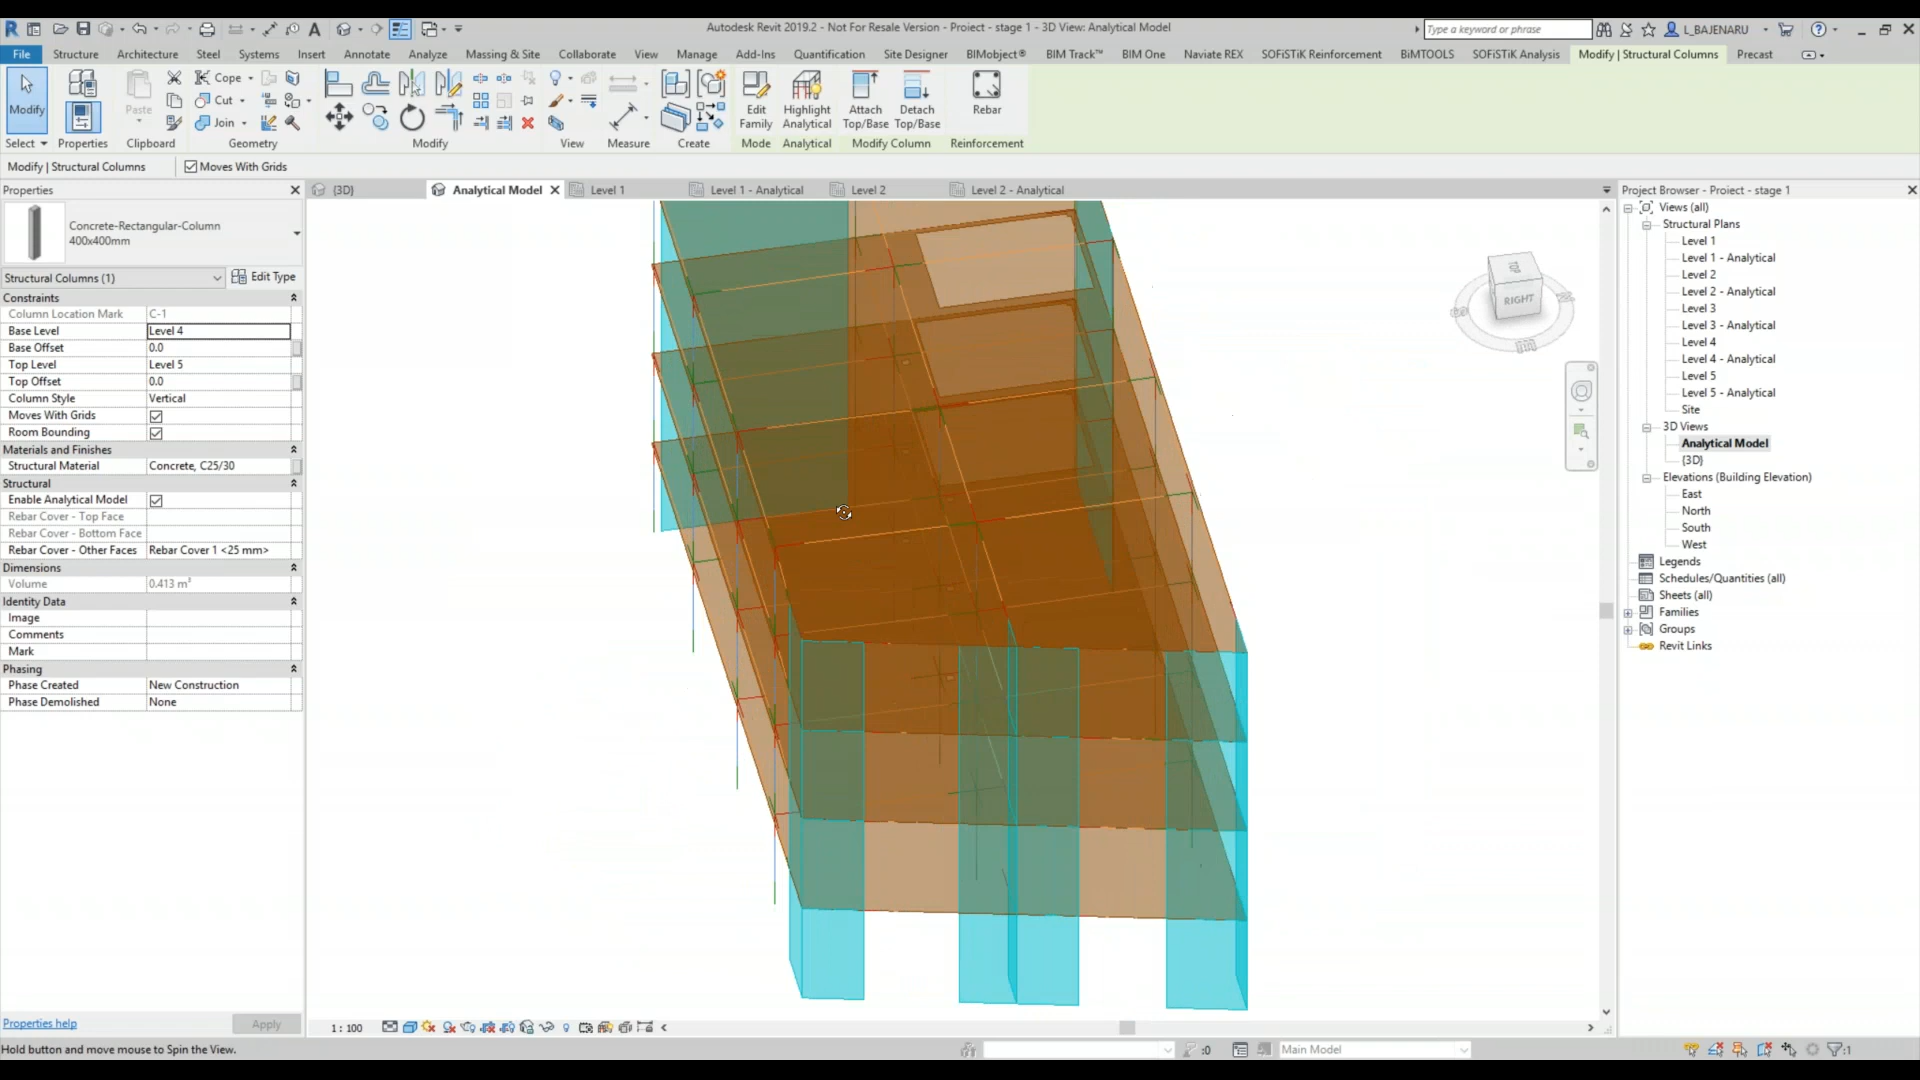 Autodesk Revit 2019.2 - Not For Resale Version - Project - stage 1 - 3D View: Analytical Model
Type a keyword or phrase
L_BAJENARU
File Structure Architecture Steel Systems Insert Annotate Analyze Massing & Site Collaborate View Manage Add-Ins Quantification Site Designer BIMobject® BIM Track™ BIM One Naviate REX SOFiSTiK Reinforcement BiMTOOLS SOFiSTiK Analysis Modify | Structural Columns Precast
Modify
Paste
Cope
Cut
Join
Edit Family
Highlight Analytical
Attach Top/Base
Detach Top/Base
Rebar
Select Properties Clipboard Geometry Modify View Measure Create Mode Analytical Modify Column Reinforcement
Modify | Structural Columns Moves With Grids
Properties
{3D} Analytical Model Level 1 Level 1 - Analytical Level 2 Level 2 - Analytical
Concrete-Rectangular-Column
400x400mm
Structural Columns (1) Edit Type
Constraints
Column Location Mark C-1
Base Level Level 4
Base Offset 0.0
Top Level Level 5
Top Offset 0.0
Column Style Vertical
Moves With Grids
Room Bounding
Materials and Finishes
Structural Material Concrete, C25/30
Structural
Enable Analytical Model
Rebar Cover - Top Face
Rebar Cover - Bottom Face
Rebar Cover - Other Faces Rebar Cover 1 <25 mm>
Dimensions
Volume 0.413 m³
Identity Data
Image
Comments
Mark
Phasing
Phase Created New Construction
Phase Demolished None
Properties help Apply
RIGHT
Project Browser - Project - stage 1
Views (all)
Structural Plans
Level 1
Level 1 - Analytical
Level 2
Level 2 - Analytical
Level 3
Level 3 - Analytical
Level 4
Level 4 - Analytical
Level 5
Level 5 - Analytical
Site
3D Views
Analytical Model
{3D}
Elevations (Building Elevation)
East
North
South
West
Legends
Schedules/Quantities (all)
Sheets (all)
Families
Groups
Revit Links
1 : 100
Hold button and move mouse to Spin the View.
:0
Main Model
:1